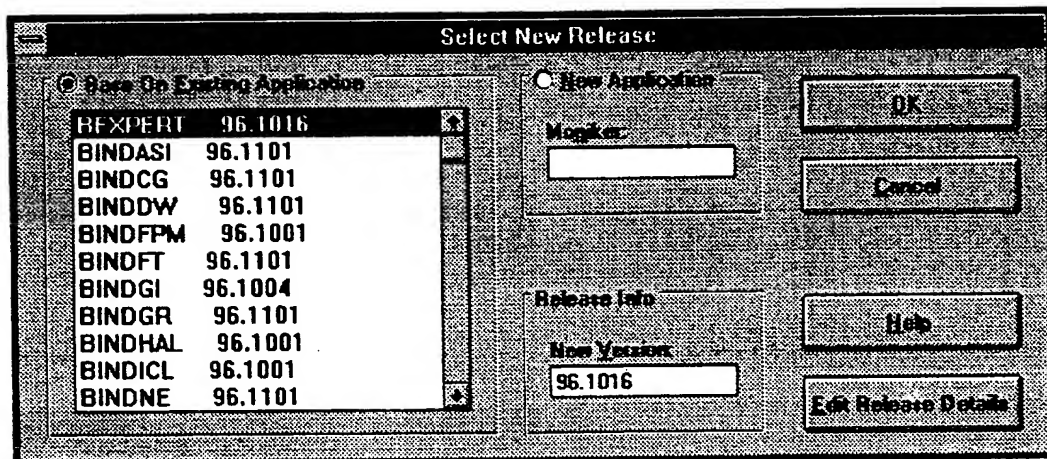 Select New Release
Base On Existing Application
BFXPERT 96.1016
BINDASI 96.1101
BINDCG 96.1101
BINDDW 96.1101
BINDFPM 96.1001
BINDFT 96.1101
BINDGI 96.1004
BINDGR 96.1101
BINDHAL 96.1001
BINDICL 96.1001
BINDNE 96.1101
New Application
Moniker:
Release Info
New Version:
96.1016
OK
Cancel
Help
Edit Release Details